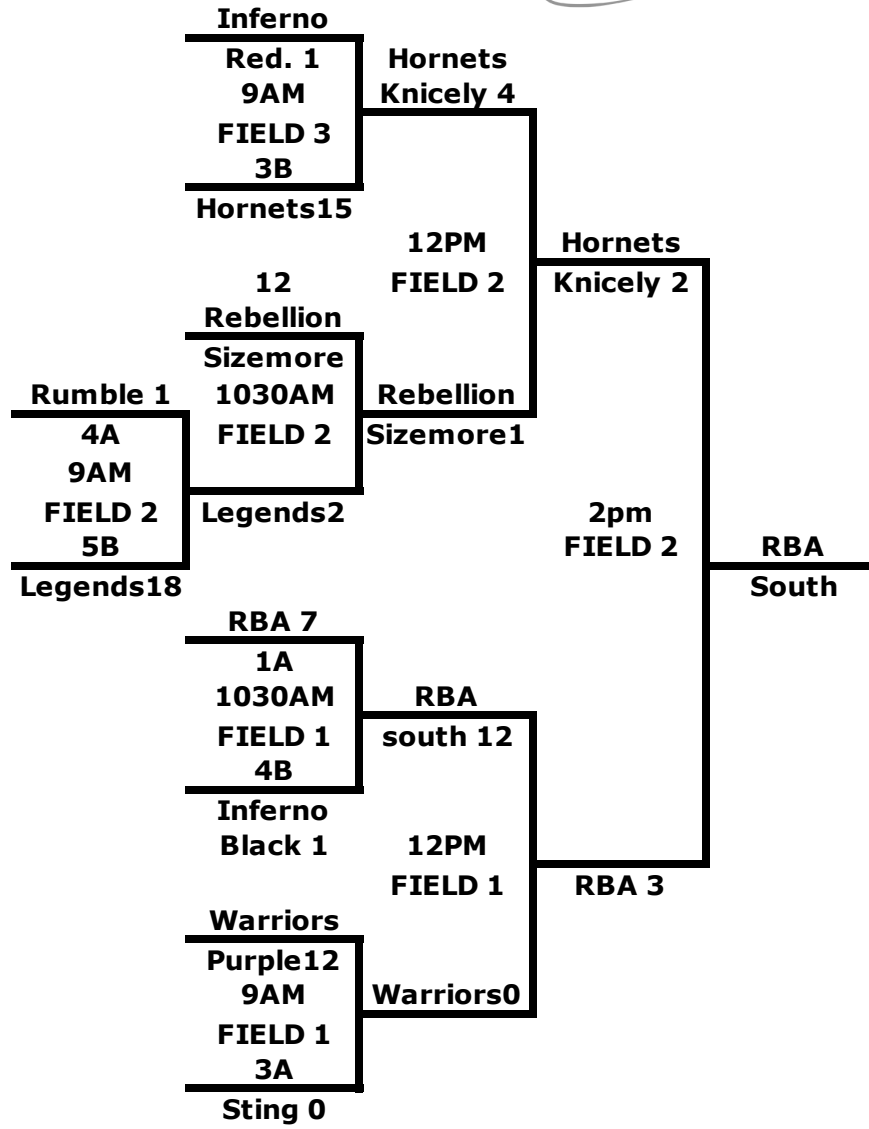 Inferno
Red. 1
9AM
FIELD 3
3B
Hornets15
Hornets
Knicely 4
12PM
FIELD 2
Hornets
Knicely 2
12
Rebellion
Sizemore
1030AM
FIELD 2
Rebellion
Sizemore1
Rumble 1
4A
9AM
FIELD 2
5B
Legends18
Legends2
2pm
FIELD 2
RBA
South
RBA 7
1A
1030AM
FIELD 1
4B
Inferno
Black 1
RBA
south 12
12PM
FIELD 1
RBA 3
Warriors
Purple12
9AM
FIELD 1
3A
Sting 0
Warriors0